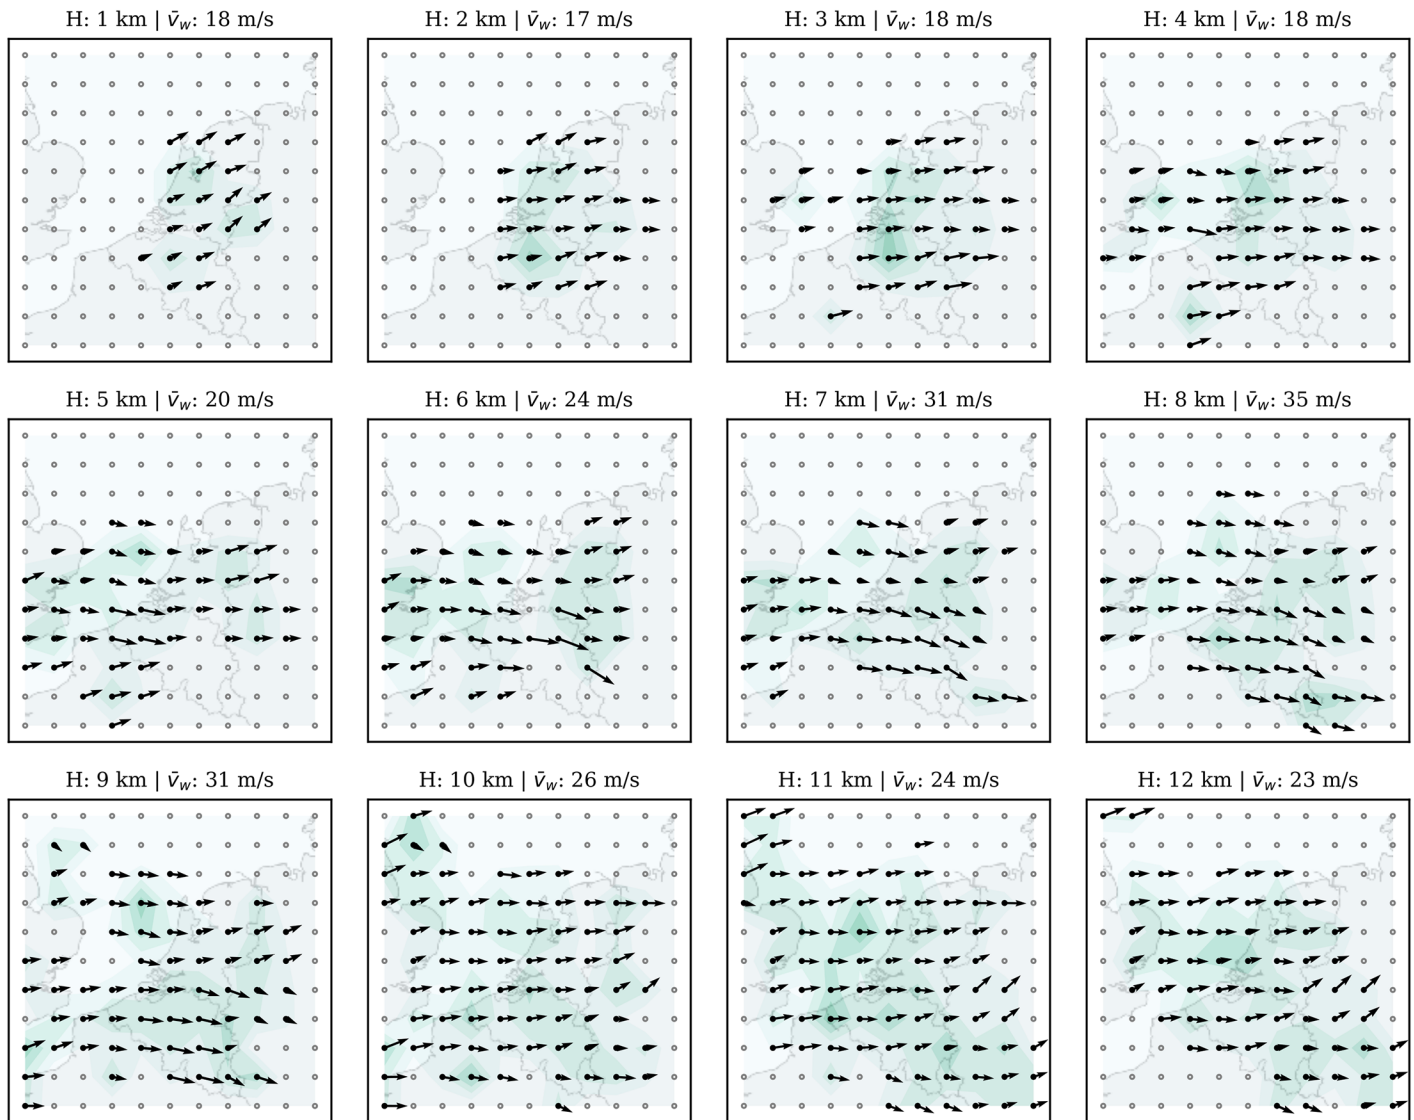 H: 1 km | v̄w: 18 m/s
H: 2 km | v̄w: 17 m/s
H: 3 km | v̄w: 18 m/s
H: 4 km | v̄w: 18 m/s
H: 5 km | v̄w: 20 m/s
H: 6 km | v̄w: 24 m/s
H: 7 km | v̄w: 31 m/s
H: 8 km | v̄w: 35 m/s
H: 9 km | v̄w: 31 m/s
H: 10 km | v̄w: 26 m/s
H: 11 km | v̄w: 24 m/s
H: 12 km | v̄w: 23 m/s